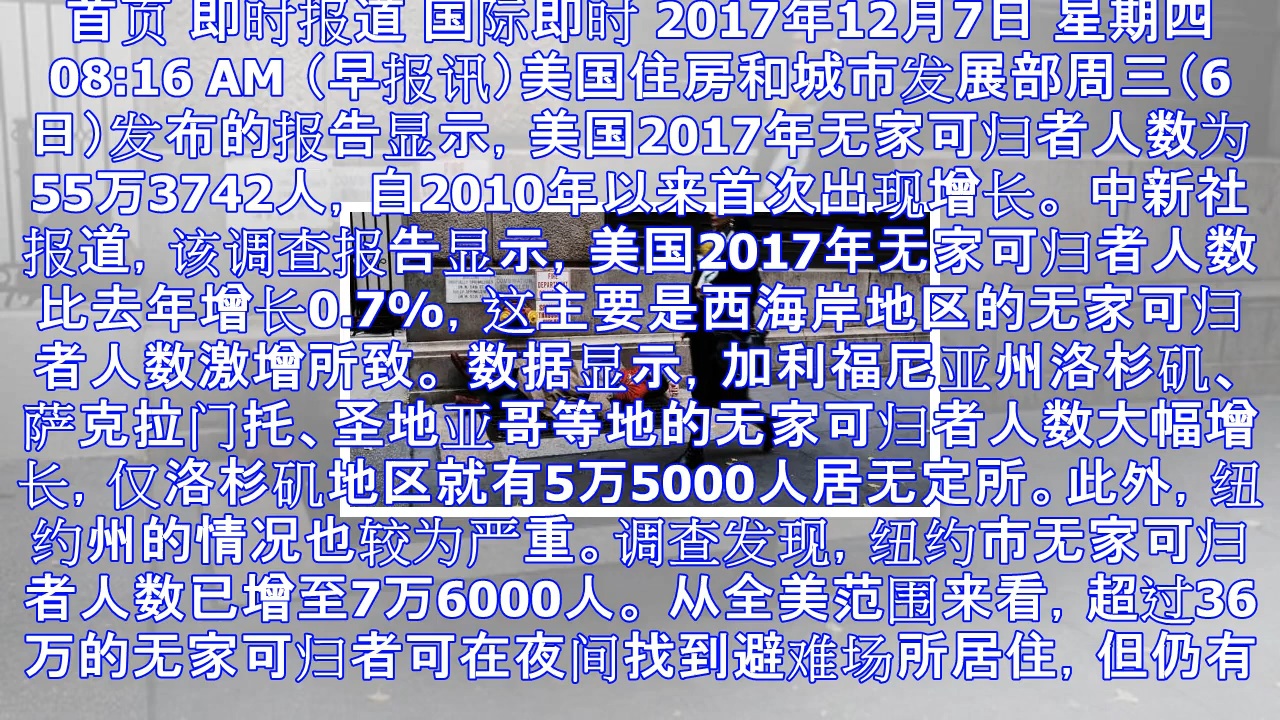 首页 即时报道 国际即时 2017年12月7日 星期四
08:16 AM (早报讯)美国住房和城市发展部周三(6
日)发布的报告显示, 美国2017年无家可归者人数为
55万3742人, 自2010年以来首次出现增长。中新社
报道, 该调查报告显示, 美国2017年无家可归者人数
比去年增长0.7%, 这主要是西海岸地区的无家可归
者人数激增所致。数据显示, 加利福尼亚州洛杉矶、
萨克拉门托、圣地亚哥等地的无家可归者人数大幅增
长, 仅洛杉矶地区就有5万5000人居无定所。此外, 纽
约州的情况也较为严重。调查发现, 纽约市无家可归
者人数已增至7万6000人。从全美范围来看, 超过36
万的无家可归者可在夜间找到避难场所居住, 但仍有